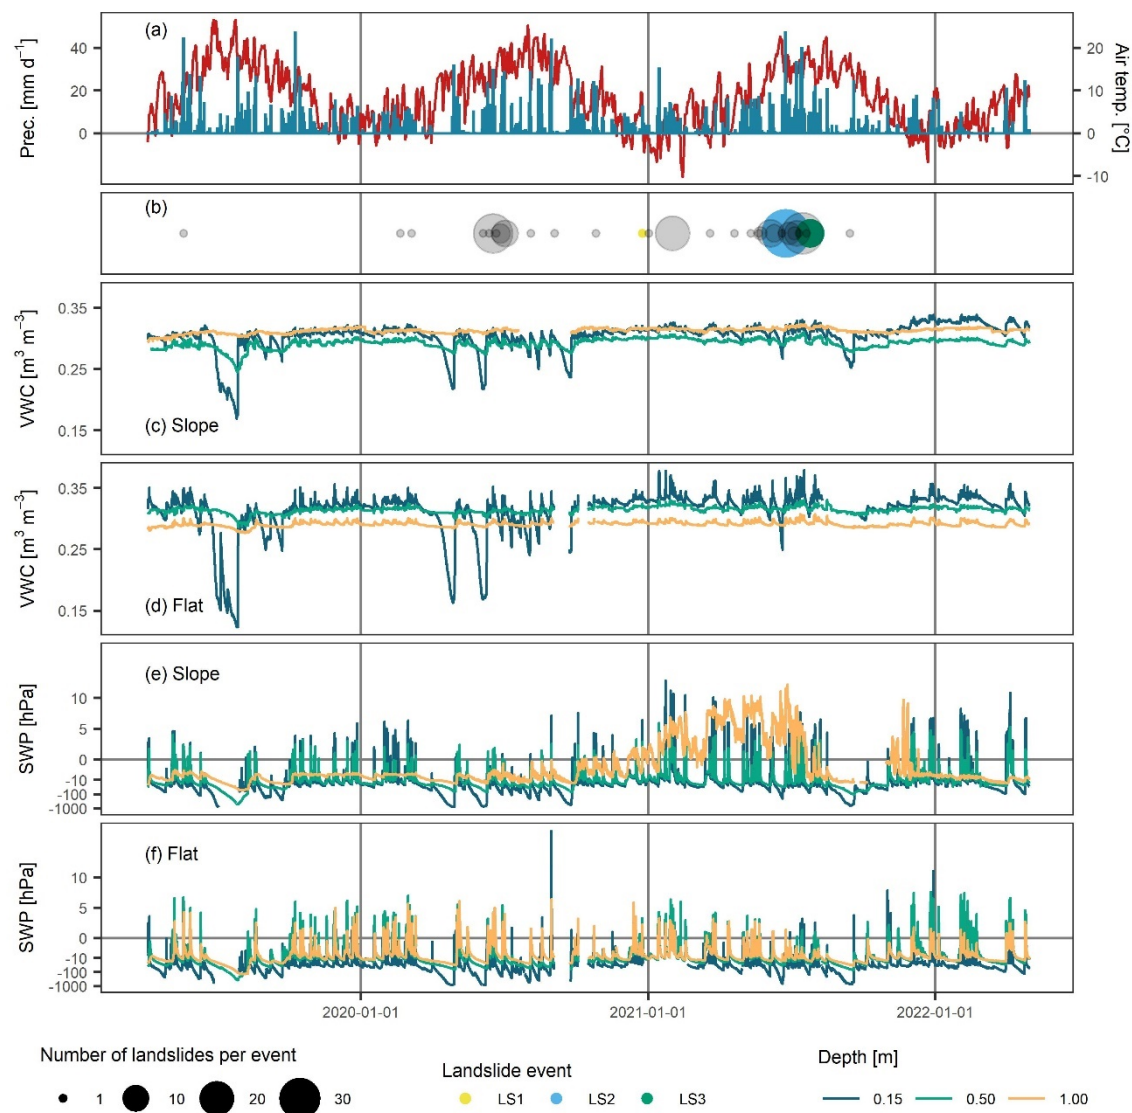 (a)
Prec. [mm d⁻¹]
40
20
0
20
10
0
-10
Air temp. [°C]
(b)
VWC [m³ m⁻³]
0.35
0.25
0.15
(c) Slope
VWC [m³ m⁻³]
0.35
0.25
0.15
(d) Flat
SWP [hPa]
(e) Slope
10
5
0
-10
-100
-1000
SWP [hPa]
(f) Flat
10
5
0
-10
-100
-1000
2020-01-01 2021-01-01 2022-01-01
Number of landslides per event
1 10 20 30
Landslide event
LS1 LS2 LS3
Depth [m]
0.15 0.50 1.00